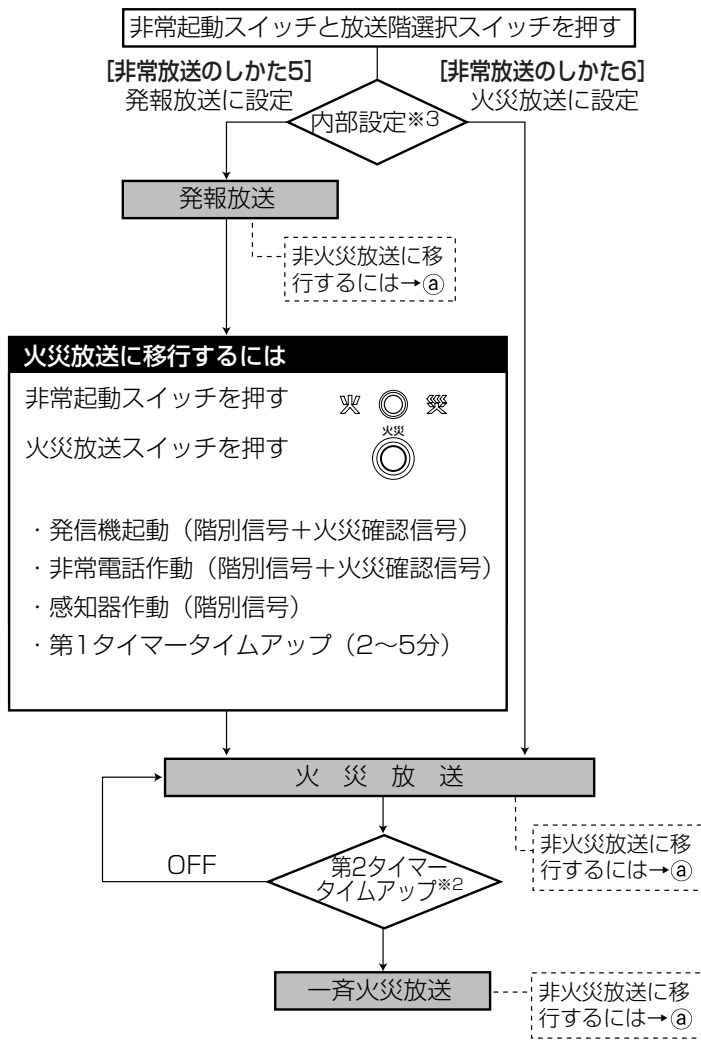 非常起動スイッチと放送階選択スイッチを押す
[非常放送のしかた5]
発報放送に設定
[非常放送のしかた6]
火災放送に設定
内部設定※3
発報放送
非火災放送に移
行するには→ⓐ
火災放送に移行するには
非常起動スイッチを押す
火 ◎ 災
火災放送スイッチを押す
火災
・発信機起動（階別信号＋火災確認信号）
・非常電話作動（階別信号＋火災確認信号）
・感知器作動（階別信号）
・第1タイマータイムアップ（2〜5分）
火 災 放 送
非火災放送に移
行するには→ⓐ
OFF
第2タイマー
タイムアップ※2
一斉火災放送
非火災放送に移
行するには→ⓐ